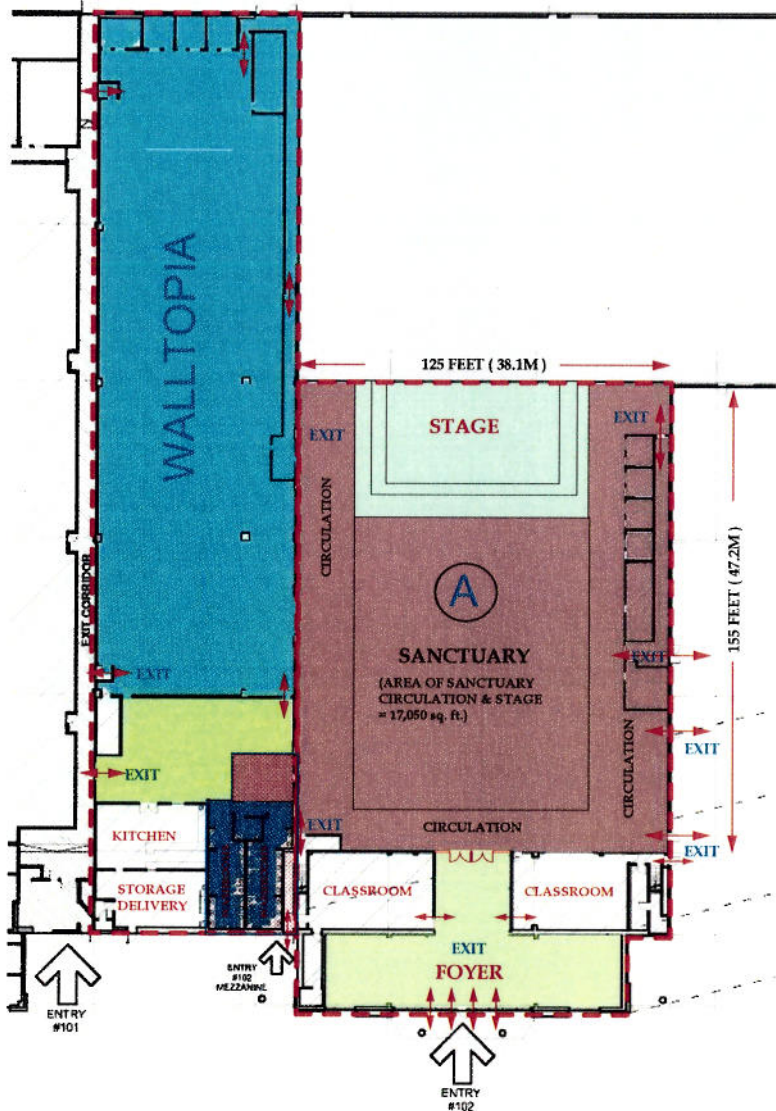 WALLTOPIA
125 FEET ( 38.1M )
EXIT
STAGE
EXIT
CIRCULATION
155 FEET ( 47.2M )
A
EXIT CORRIDOR
SANCTUARY
(AREA OF SANCTUARY
CIRCULATION & STAGE
= 17,050 sq. ft.)
EXIT
EXIT
CIRCULATION
EXIT
EXIT
EXIT
CIRCULATION
EXIT
KITCHEN
CLASSROOM
CLASSROOM
STORAGE
DELIVERY
EXIT
FOYER
ENTRY
#102
MEZZANINE
ENTRY
#101
ENTRY
#102